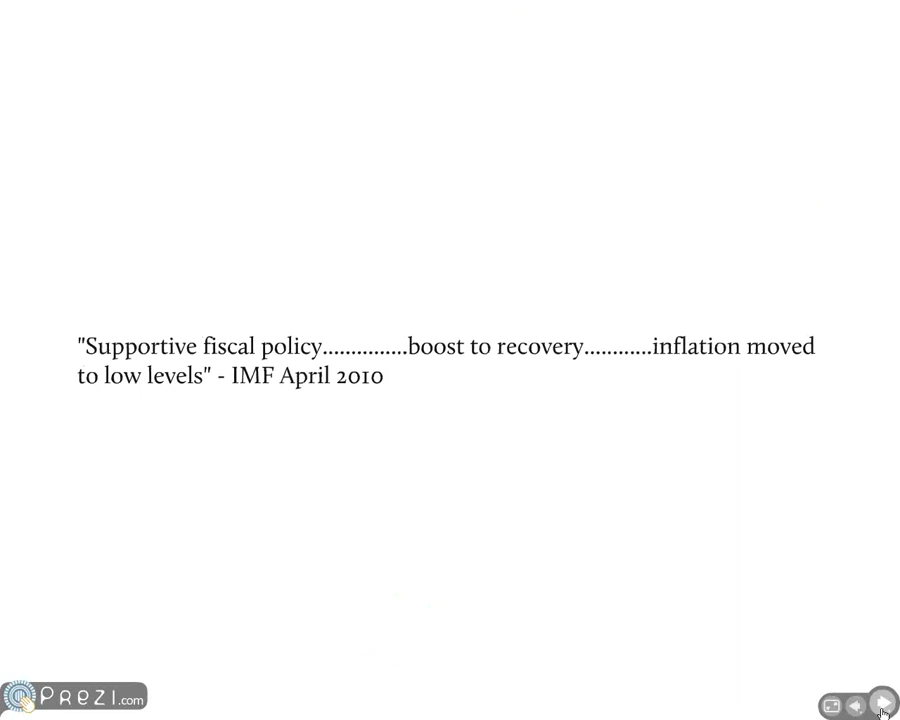 "Supportive fiscal policy...............boost to recovery............inflation moved
to low levels" - IMF April 2010
PREZI.com